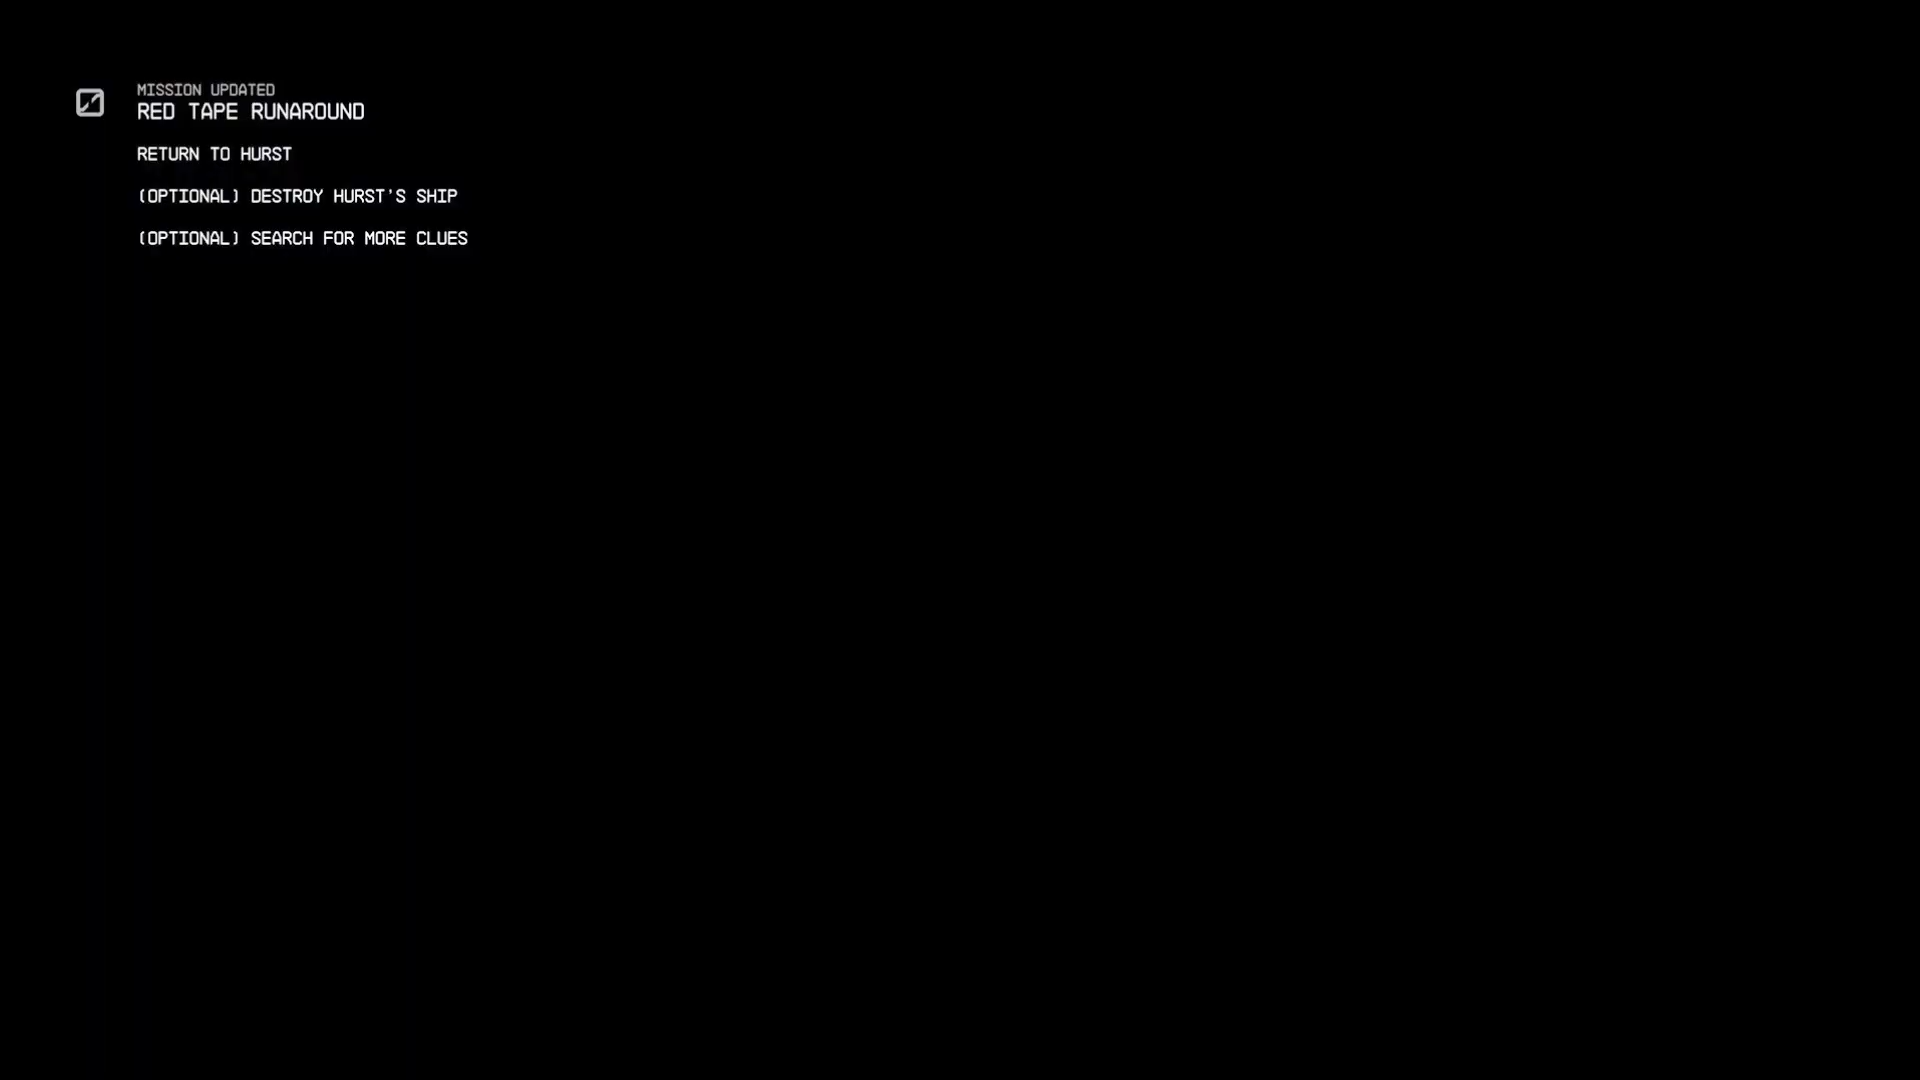 MISSION UPDATED
RED TAPE RUNAROUND
RETURN TO HURST
(OPTIONAL) DESTROY HURST'S SHIP
(OPTIONAL) SEARCH FOR MORE CLUES